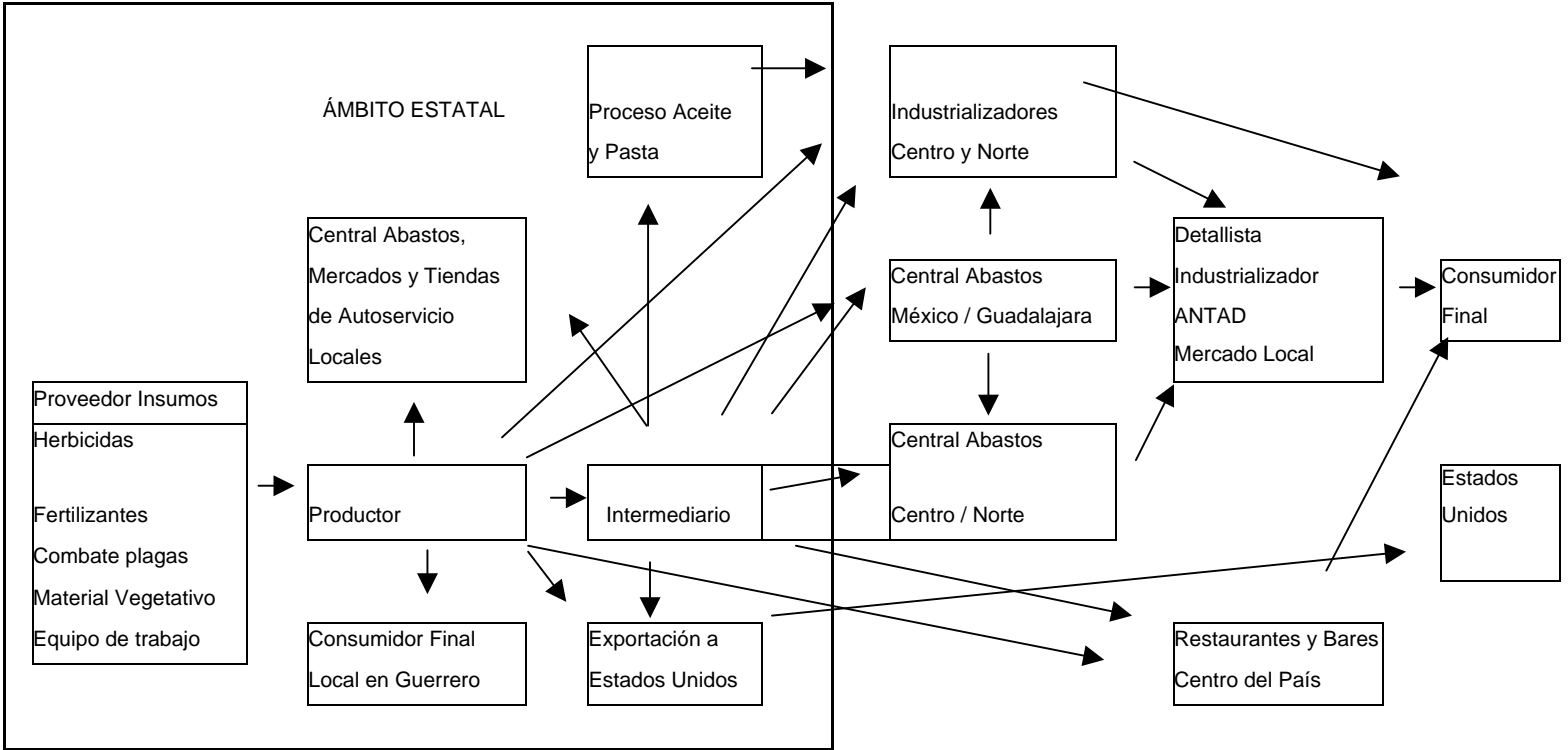 ÁMBITO ESTATAL
Proceso Aceite
y Pasta
Industrializadores
Centro y Norte
Central Abastos,
Mercados y Tiendas
de Autoservicio
Locales
Central Abastos
México / Guadalajara
Detallista
Industrializador
ANTAD
Mercado Local
Consumidor
Final
Proveedor Insumos
Herbicidas
Fertilizantes
Combate plagas
Material Vegetativo
Equipo de trabajo
Productor
Intermediario
Central Abastos
Centro / Norte
Estados
Unidos
Consumidor Final
Local en Guerrero
Exportación a
Estados Unidos
Restaurantes y Bares
Centro del País